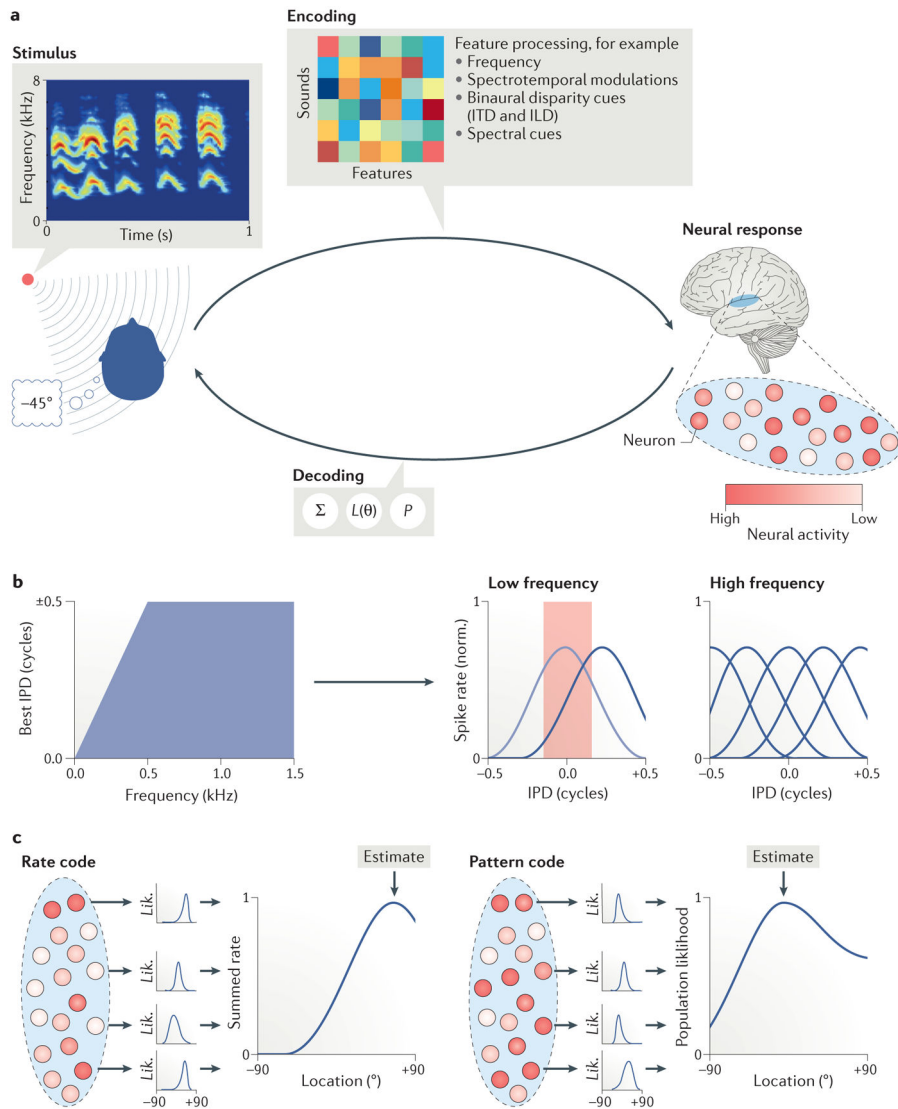 a
Encoding
Stimulus
8
Frequency (kHz)
0
0
Time (s)
1
Sounds
Features
Feature processing, for example
• Frequency
• Spectrotemporal modulations
• Binaural disparity cues
(ITD and ILD)
• Spectral cues
Neural response
–45°
Neuron
Decoding
Σ
L(θ)
P
High
Low
Neural activity
b
±0.5
Best IPD (cycles)
0.0
0.0
0.5
1.0
1.5
Frequency (kHz)
Low frequency
1
Spike rate (norm.)
0
–0.5
0.0
+0.5
IPD (cycles)
High frequency
1
0
–0.5
0.0
+0.5
IPD (cycles)
c
Rate code
Lik.
Lik.
Lik.
Lik.
–90
+90
Estimate
1
Summed rate
0
–90
+90
Location (°)
Pattern code
Lik.
Lik.
Lik.
Lik.
–90
+90
Estimate
1
Population liklihood
0
–90
+90
Location (°)